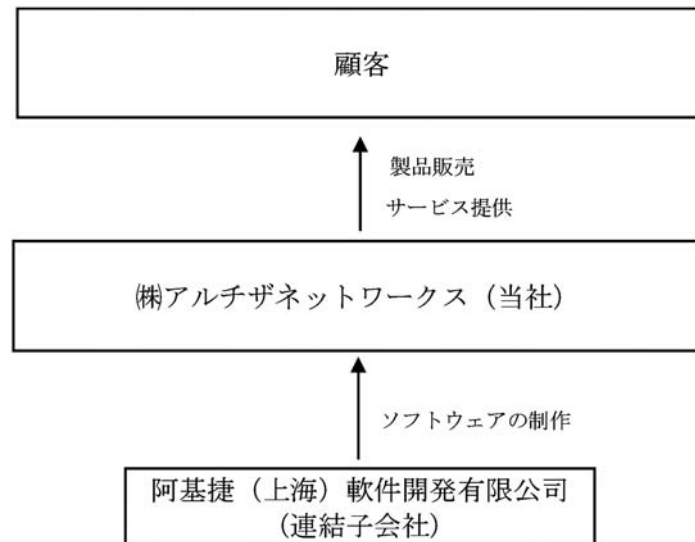 顧客
製品販売
サービス提供
㈱アルチザネットワークス（当社）
ソフトウェアの制作
阿基捷（上海）軟件開発有限公司
（連結子会社）